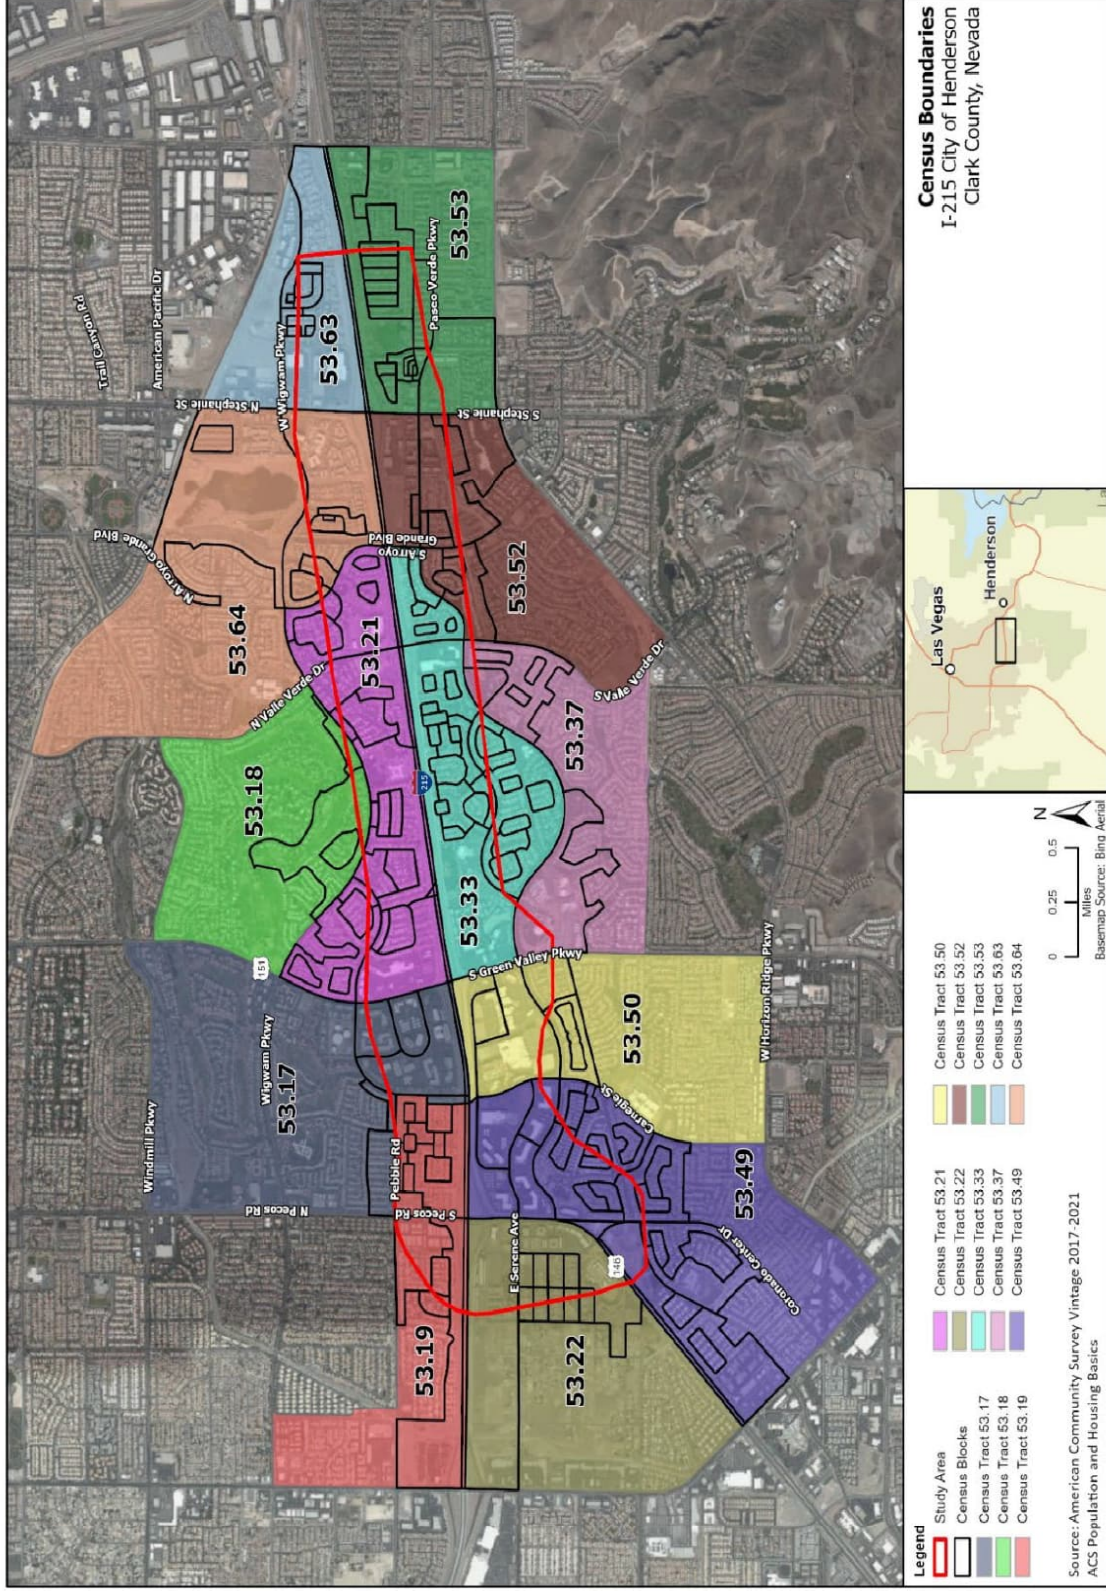 Census Boundaries
I-215 City of Henderson
Clark County, Nevada
Trail Canyon Rd
American Pacific Dr
N Stephanie St
W Wigwam Pkwy
53.63
53.53
Paseo Verde Pkwy
S Stephanie St
N Arroyo Grande Blvd
N Arroyo
53.64
S Arroyo
Grande Blvd
53.52
53.21
N Valle Verde Dr
S Valle Verde Dr
53.18
215
53.37
53.33
151
S Green Valley Pkwy
Windmill Pkwy
Wigwam Pkwy
53.17
N Pecos Rd
Pebble Rd
S Pecos Rd
53.50
W Horizon Ridge Pkwy
Carnegie St
53.49
E Serene Ave
146
Coronado Center Dr
53.19
53.22
Legend
Study Area
Census Blocks
Census Tract 53.17
Census Tract 53.18
Census Tract 53.19
Census Tract 53.21
Census Tract 53.22
Census Tract 53.33
Census Tract 53.37
Census Tract 53.49
Census Tract 53.50
Census Tract 53.52
Census Tract 53.53
Census Tract 53.63
Census Tract 53.64
Source: American Community Survey Vintage 2017-2021
ACS Population and Housing Basics
N
0 0.25 0.5
Miles
Basemap Source: Bing Aerial
Las Vegas
Henderson